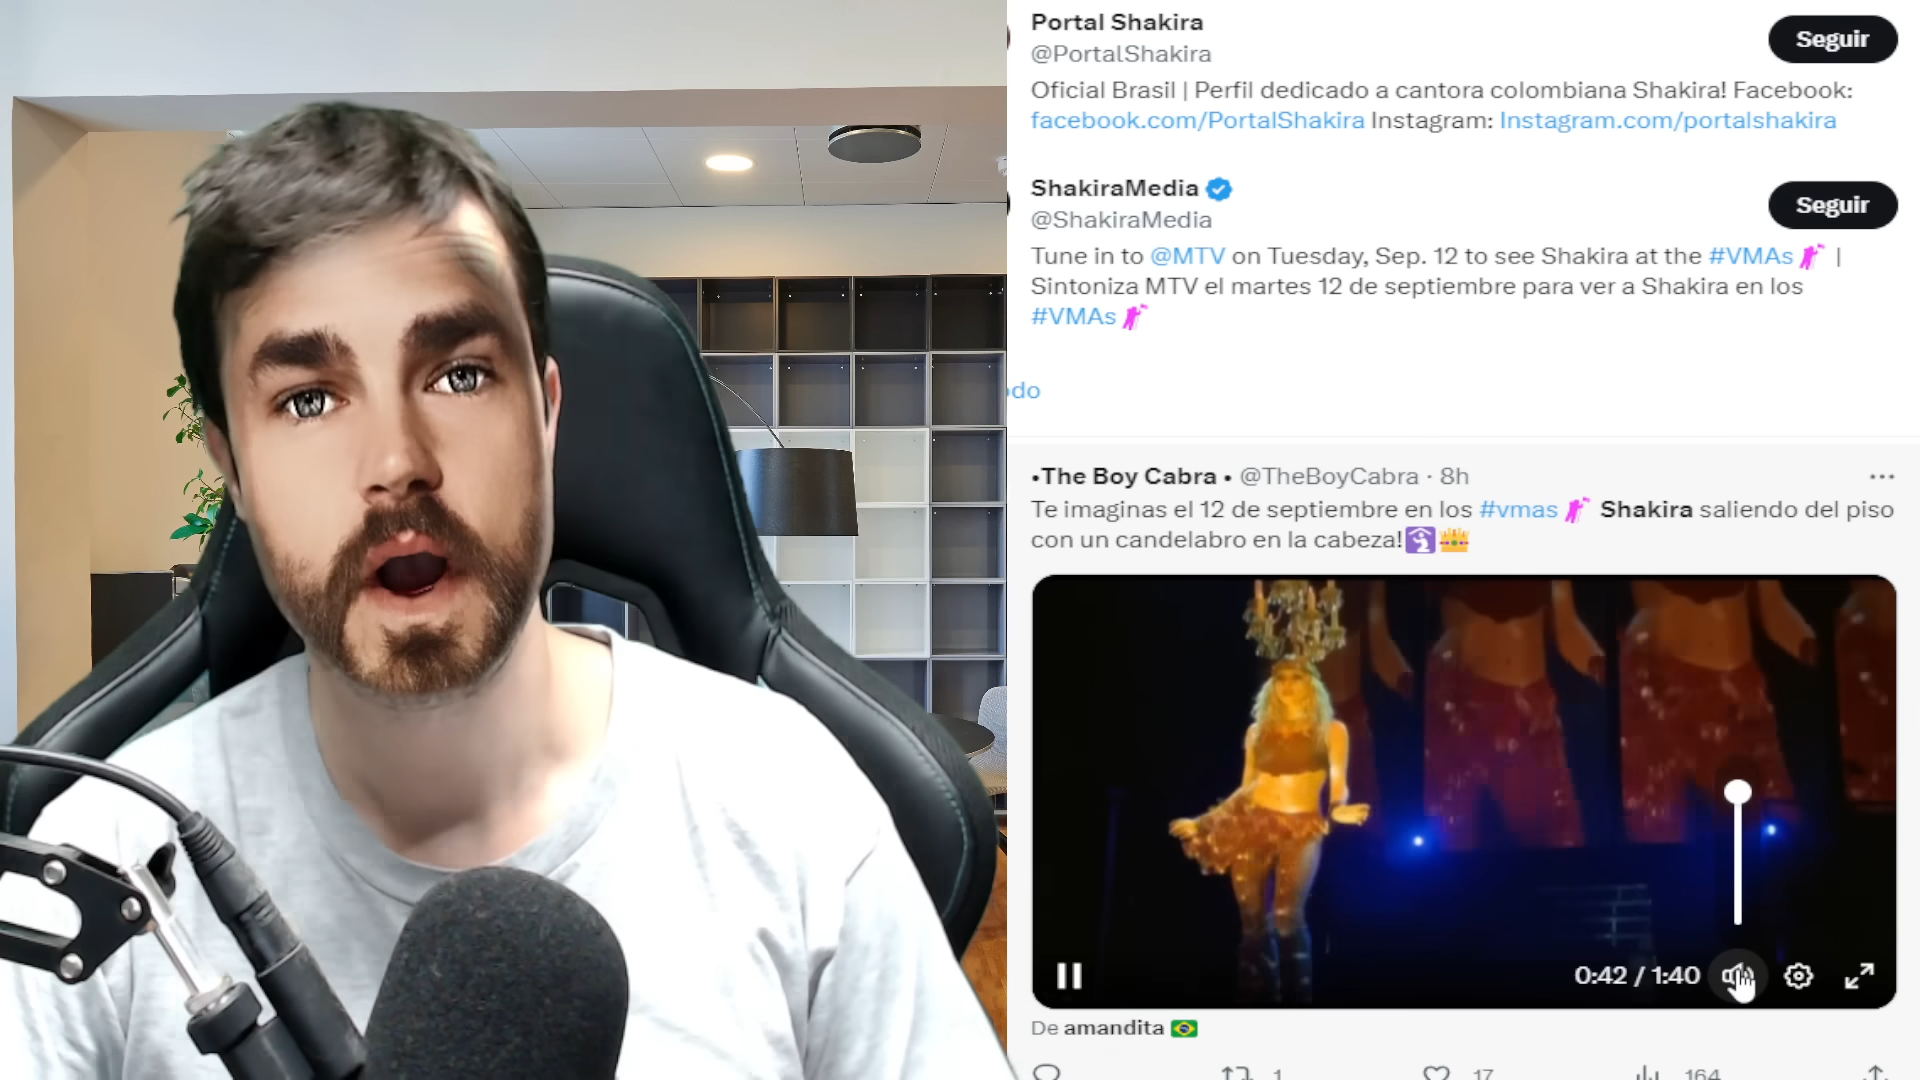 Portal Shakira
Seguir
@PortalShakira
Oficial Brasil | Perfil dedicado a cantora colombiana Shakira! Facebook:
facebook.com/PortalShakira Instagram: Instagram.com/portalshakira
ShakiraMedia
Seguir
@ShakiraMedia
Tune in to @MTV on Tuesday, Sep. 12 to see Shakira at the #VMAs |
Sintoniza MTV el martes 12 de septiembre para ver a Shakira en los
#VMAs
do
•The Boy Cabra • @TheBoyCabra · 8h
Te imaginas el 12 de septiembre en los #vmas Shakira saliendo del piso
con un candelabro en la cabeza!
0:42 / 1:40
De amandita
1 17 164